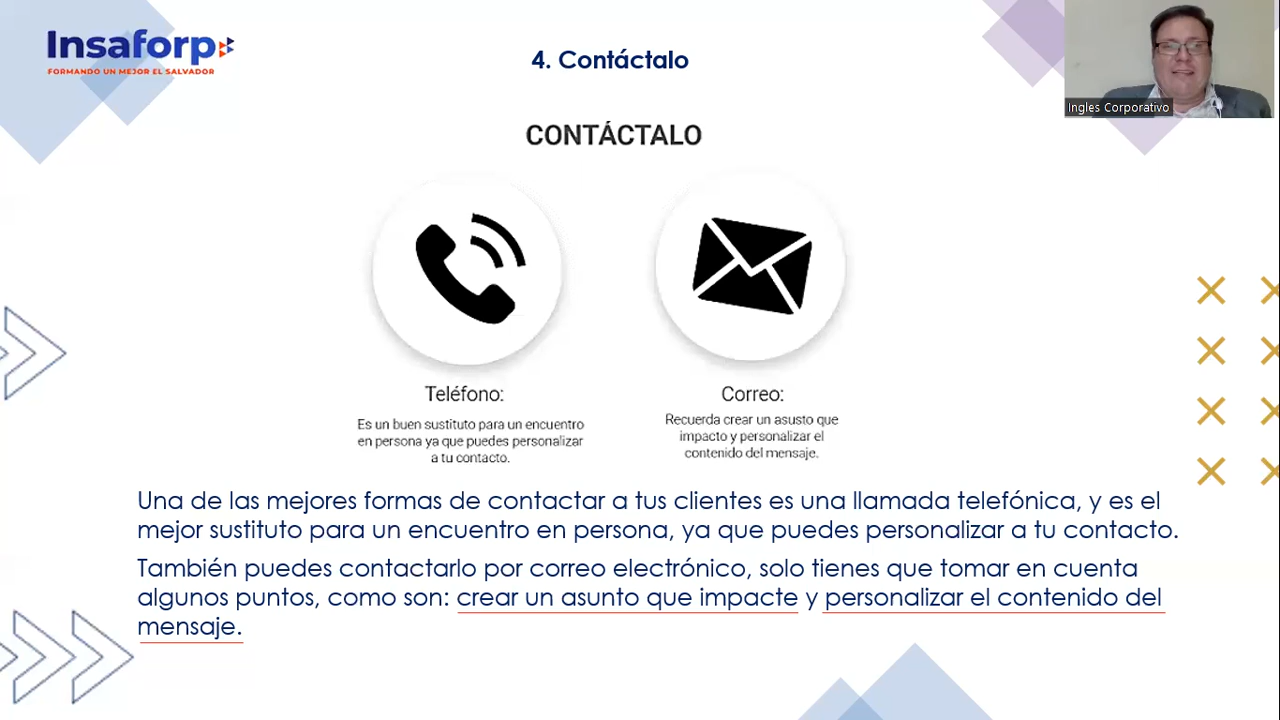 Insaforp
FORMANDO UN MEJOR EL SALVADOR
4. Contáctalo
Ingles Corporativo
CONTÁCTALO
Teléfono:
Es un buen sustituto para un encuentro
en persona ya que puedes personalizar
a tu contacto.
Correo:
Recuerda crear un asusto que
impacto y personalizar el
contenido del mensaje.
Una de las mejores formas de contactar a tus clientes es una llamada telefónica, y es el
mejor sustituto para un encuentro en persona, ya que puedes personalizar a tu contacto.
También puedes contactarlo por correo electrónico, solo tienes que tomar en cuenta
algunos puntos, como son: crear un asunto que impacte y personalizar el contenido del
mensaje.